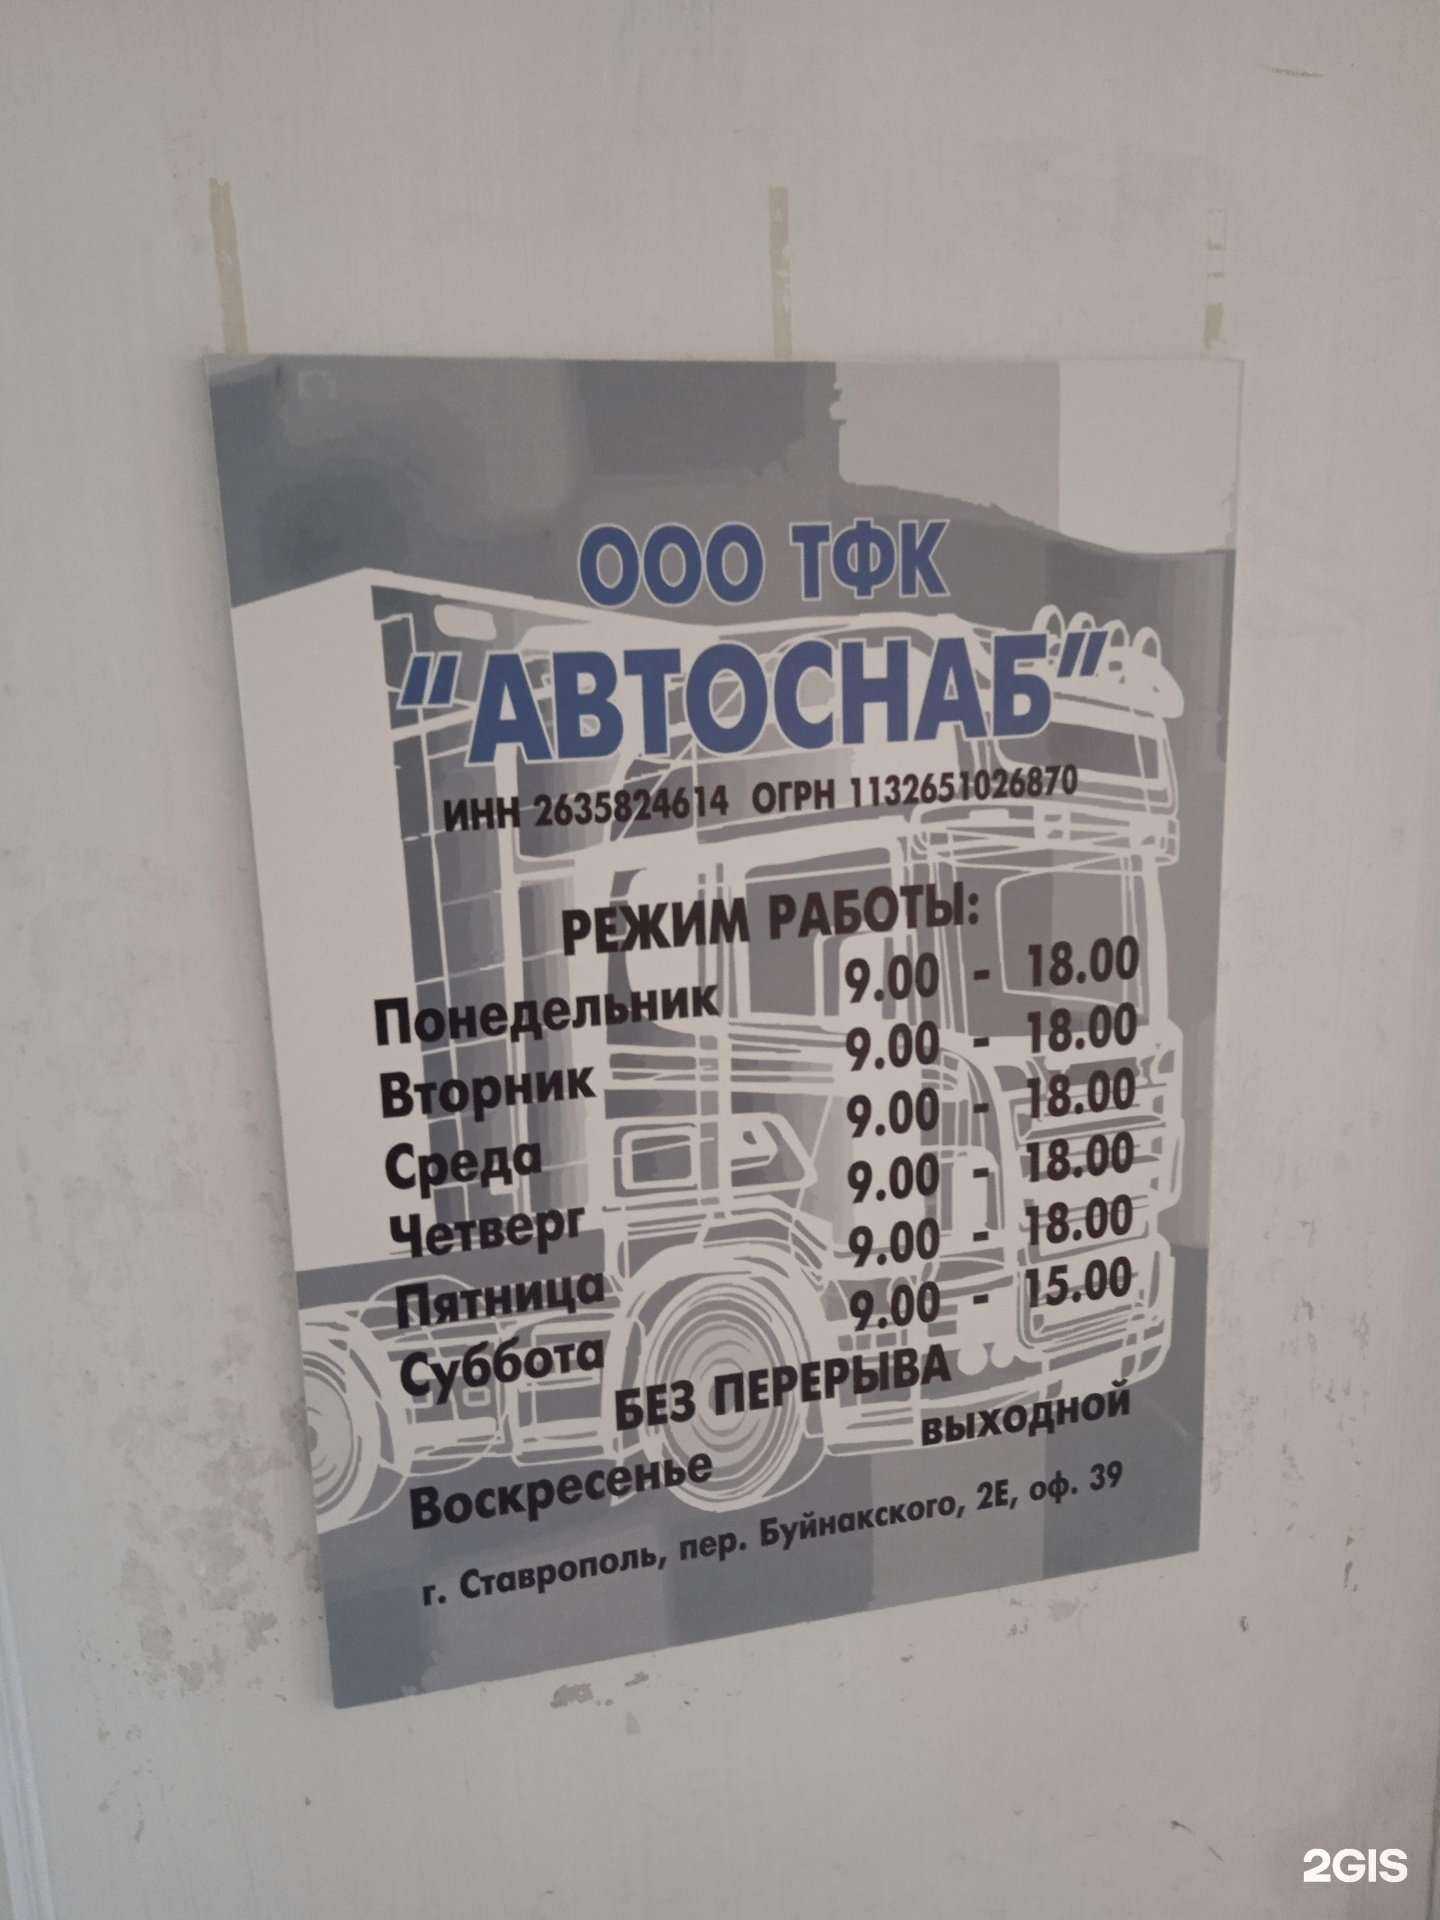 ООО ТФК
"АВТОСНАБ"
ИНН 2635824614 ОГРН 1132651026870
РЕЖИМ РАБОТЫ:
Понедельник 9.00 - 18.00
Вторник 9.00 - 18.00
Среда 9.00 - 18.00
Четверг 9.00 - 18.00
Пятница 9.00 - 18.00
Суббота 9.00 - 15.00
БЕЗ ПЕРЕРЫВА
Воскресенье выходной
г. Ставрополь, пер. Буйнакского, 2Е, оф. 39
2GIS